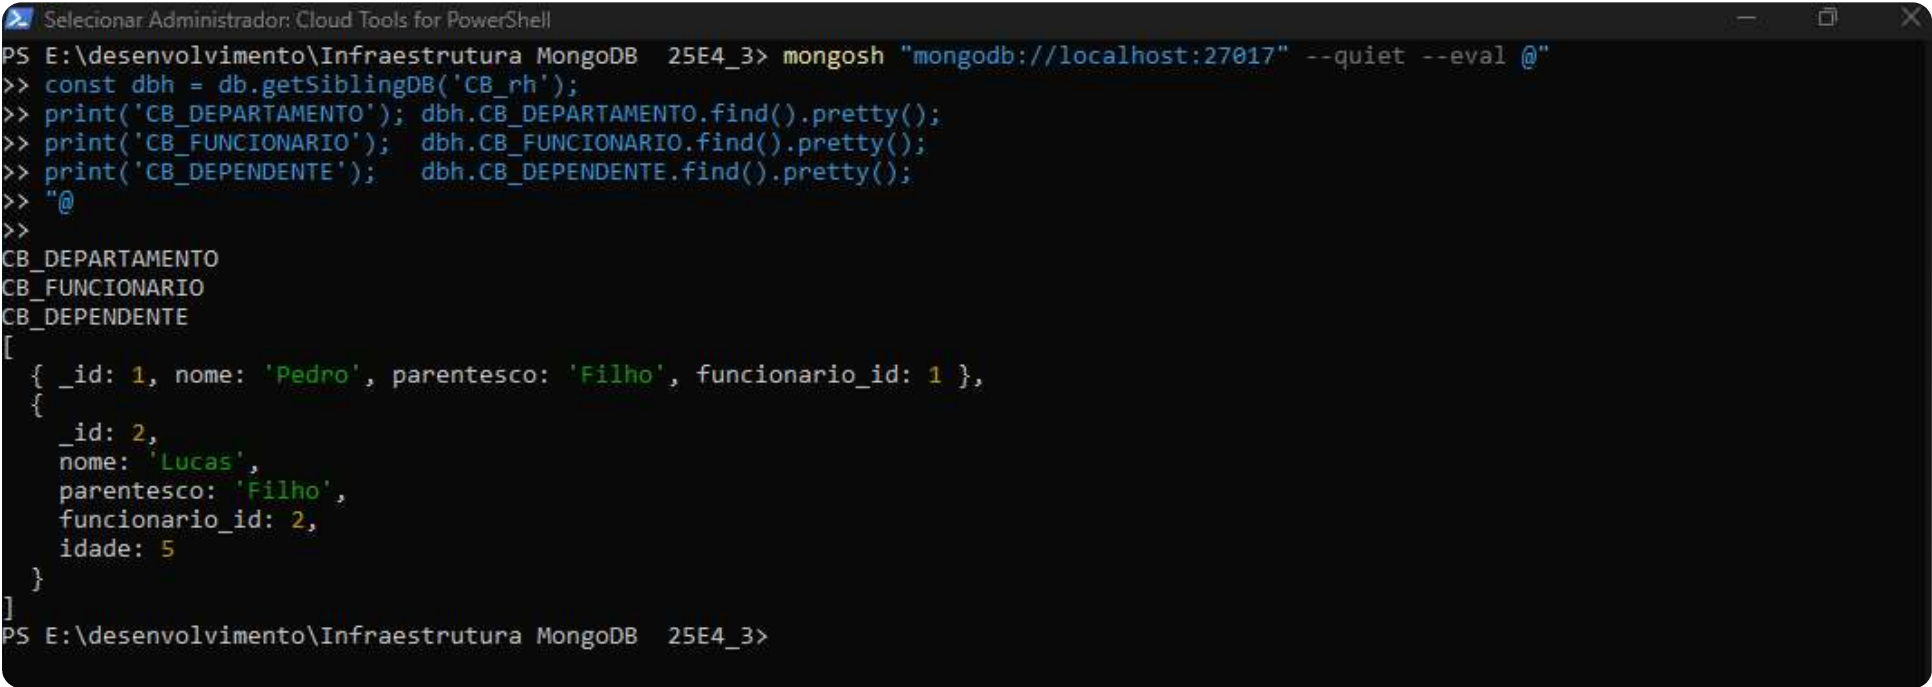 Selecionar Administrador: Cloud Tools for PowerShell
PS E:\desenvolvimento\Infraestrutura MongoDB  25E4_3> mongosh "mongodb://localhost:27017" --quiet --eval @"
>> const dbh = db.getSiblingDB('CB_rh');
>> print('CB_DEPARTAMENTO'); dbh.CB_DEPARTAMENTO.find().pretty();
>> print('CB_FUNCIONARIO');  dbh.CB_FUNCIONARIO.find().pretty();
>> print('CB_DEPENDENTE');   dbh.CB_DEPENDENTE.find().pretty();
>> "@
>>
CB_DEPARTAMENTO
CB_FUNCIONARIO
CB_DEPENDENTE
[
  { _id: 1, nome: 'Pedro', parentesco: 'Filho', funcionario_id: 1 },
  {
    _id: 2,
    nome: 'Lucas',
    parentesco: 'Filho',
    funcionario_id: 2,
    idade: 5
  }
]
PS E:\desenvolvimento\Infraestrutura MongoDB  25E4_3>